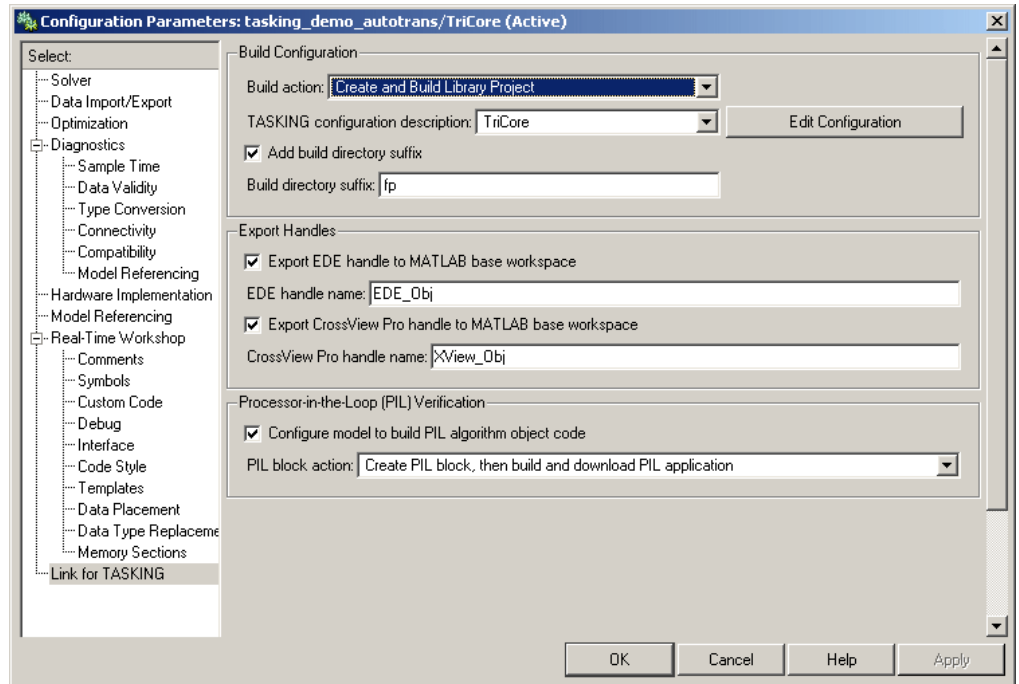 Configuration Parameters: tasking_demo_autotrans/TriCore (Active)
Select:
Solver
Data Import/Export
Optimization
Diagnostics
Sample Time
Data Validity
Type Conversion
Connectivity
Compatibility
Model Referencing
Hardware Implementation
Model Referencing
Real-Time Workshop
Comments
Symbols
Custom Code
Debug
Interface
Code Style
Templates
Data Placement
Data Type Replaceme
Memory Sections
Link for TASKING
Build Configuration
Build action: Create and Build Library Project
TASKING configuration description: TriCore Edit Configuration
Add build directory suffix
Build directory suffix: fp
Export Handles
Export EDE handle to MATLAB base workspace
EDE handle name: EDE_Obj
Export CrossView Pro handle to MATLAB base workspace
CrossView Pro handle name: XView_Obj
Processor-in-the-Loop (PIL) Verification
Configure model to build PIL algorithm object code
PIL block action: Create PIL block, then build and download PIL application
OK Cancel Help Apply